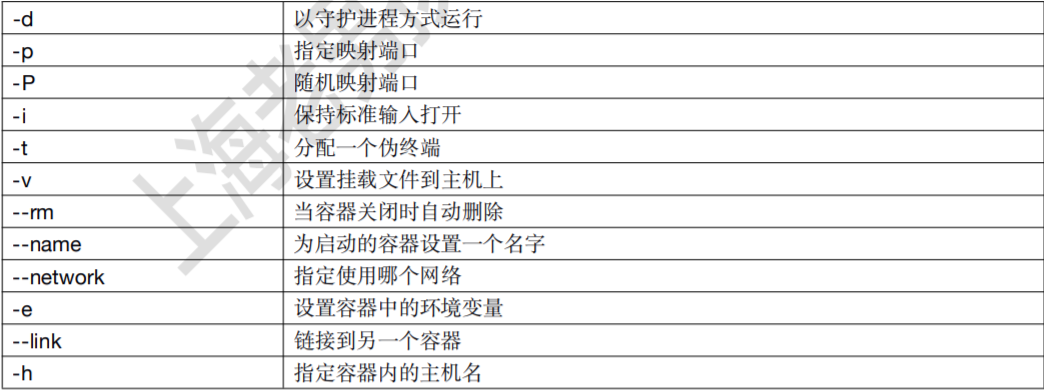 -d 以守护进程方式运行
-p 指定映射端口
-P 随机映射端口
-i 保持标准输入打开
-t 分配一个伪终端
-v 设置挂载文件到主机上
--rm 当容器关闭时自动删除
--name 为启动的容器设置一个名字
--network 指定使用哪个网络
-e 设置容器中的环境变量
--link 链接到另一个容器
-h 指定容器内的主机名
上海老男